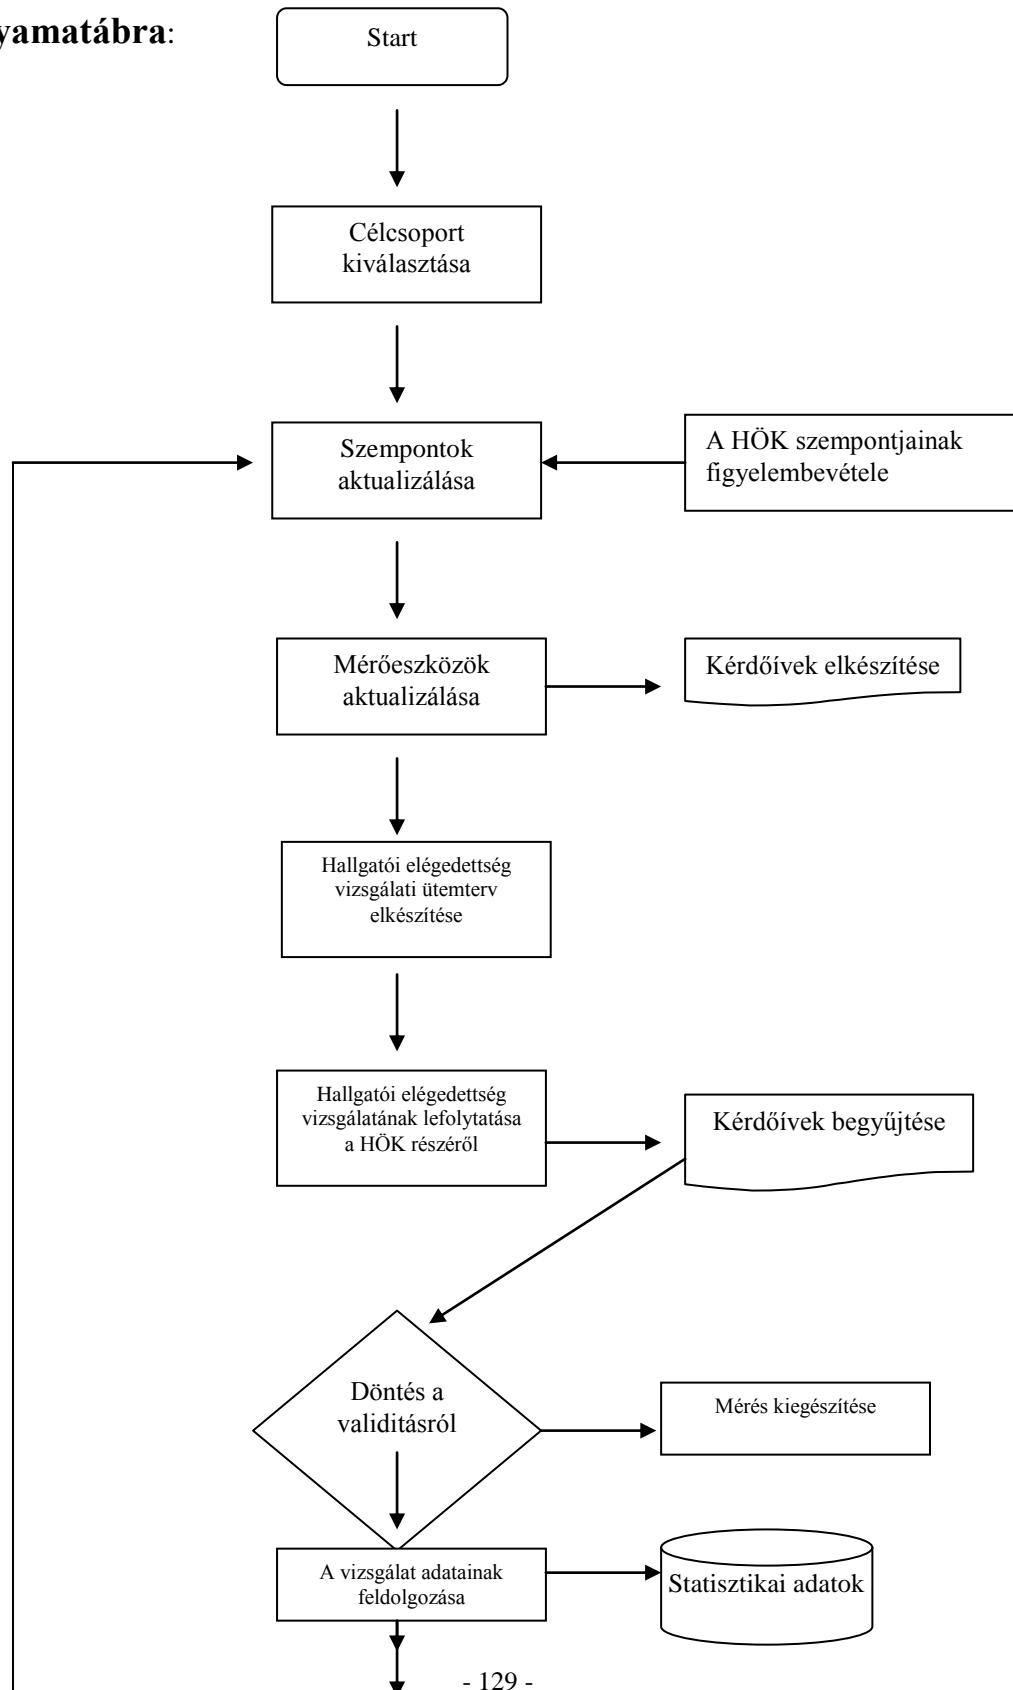 yamatábra:
Start
Célcsoport
kiválasztása
Szempontok
aktualizálása
A HÖK szempontjainak
figyelembevétele
Mérőeszközök
aktualizálása
Kérdőívek elkészítése
Hallgatói elégedettség
vizsgálati ütemterv
elkészítése
Hallgatói elégedettség
vizsgálatának lefolytatása
a HÖK részéről
Kérdőívek begyűjtése
Döntés a
validitásról
Mérés kiegészítése
A vizsgálat adatainak
feldolgozása
Statisztikai adatok
- 129 -